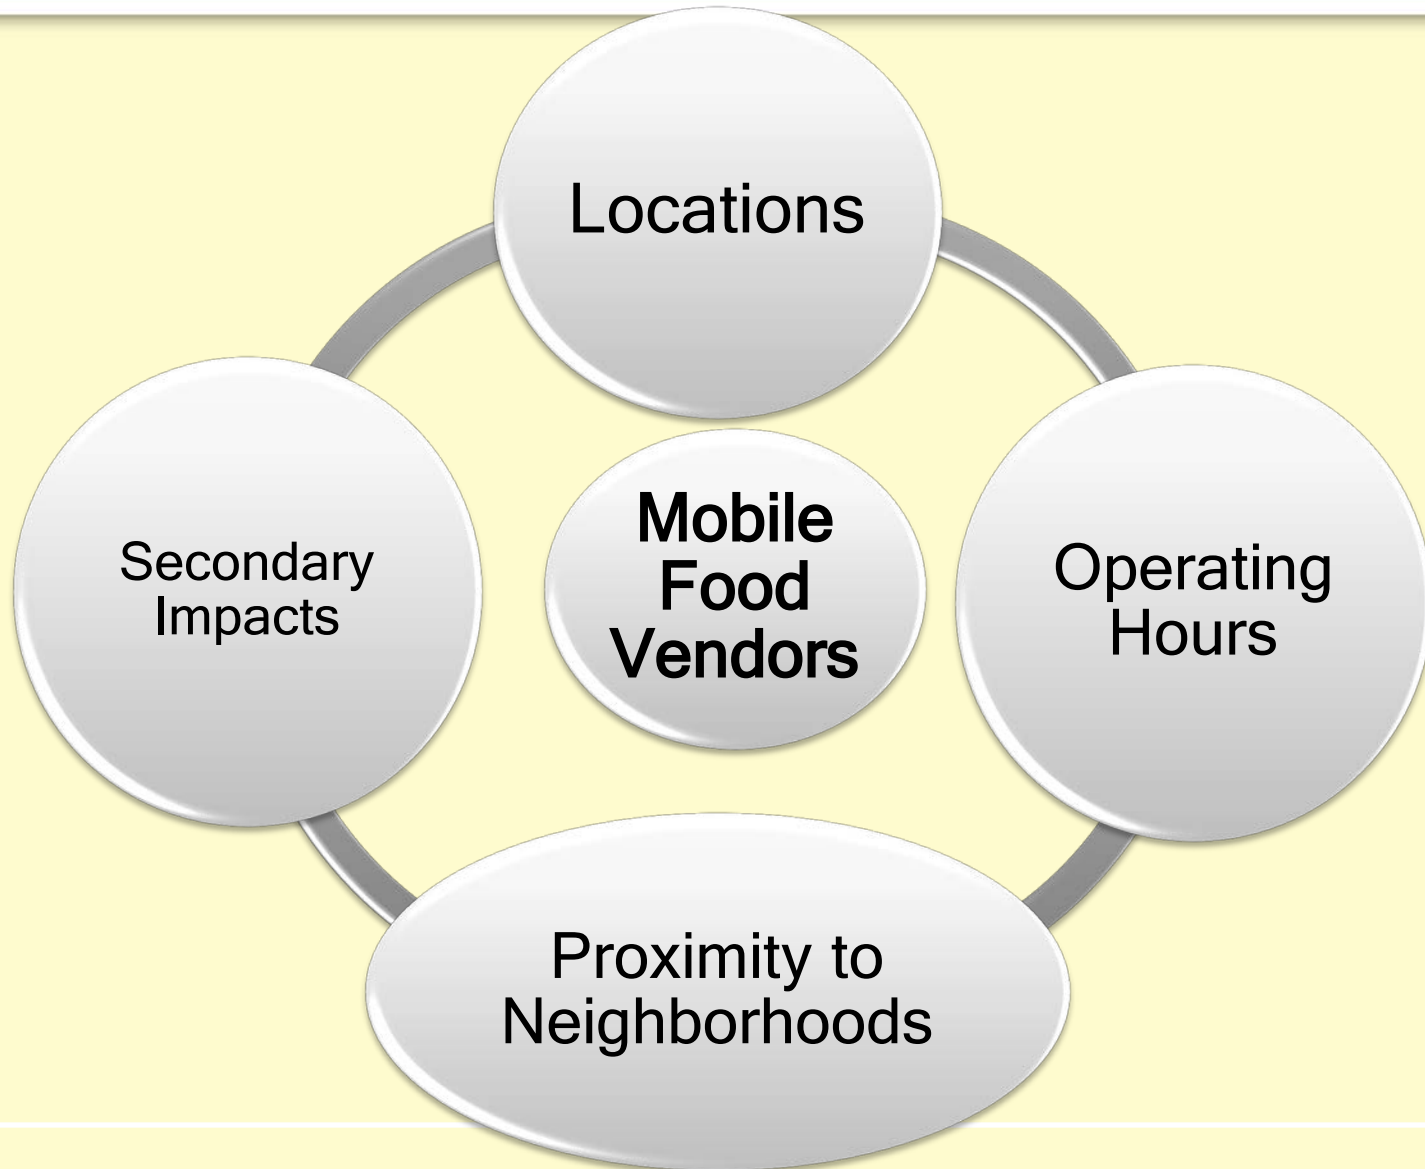 Locations
Mobile
Food
Vendors
Secondary
Impacts
Operating
Hours
Proximity to
Neighborhoods